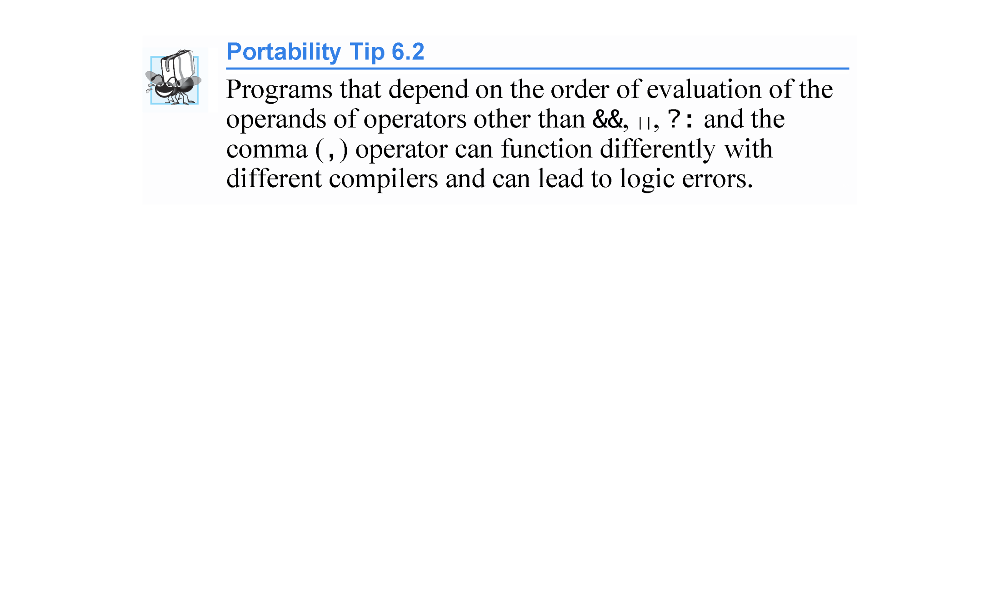 Portability Tip 6.2
Programs that depend on the order of evaluation of the
operands of operators other than &&, ||, ?: and the
comma (,) operator can function differently with
different compilers and can lead to logic errors.